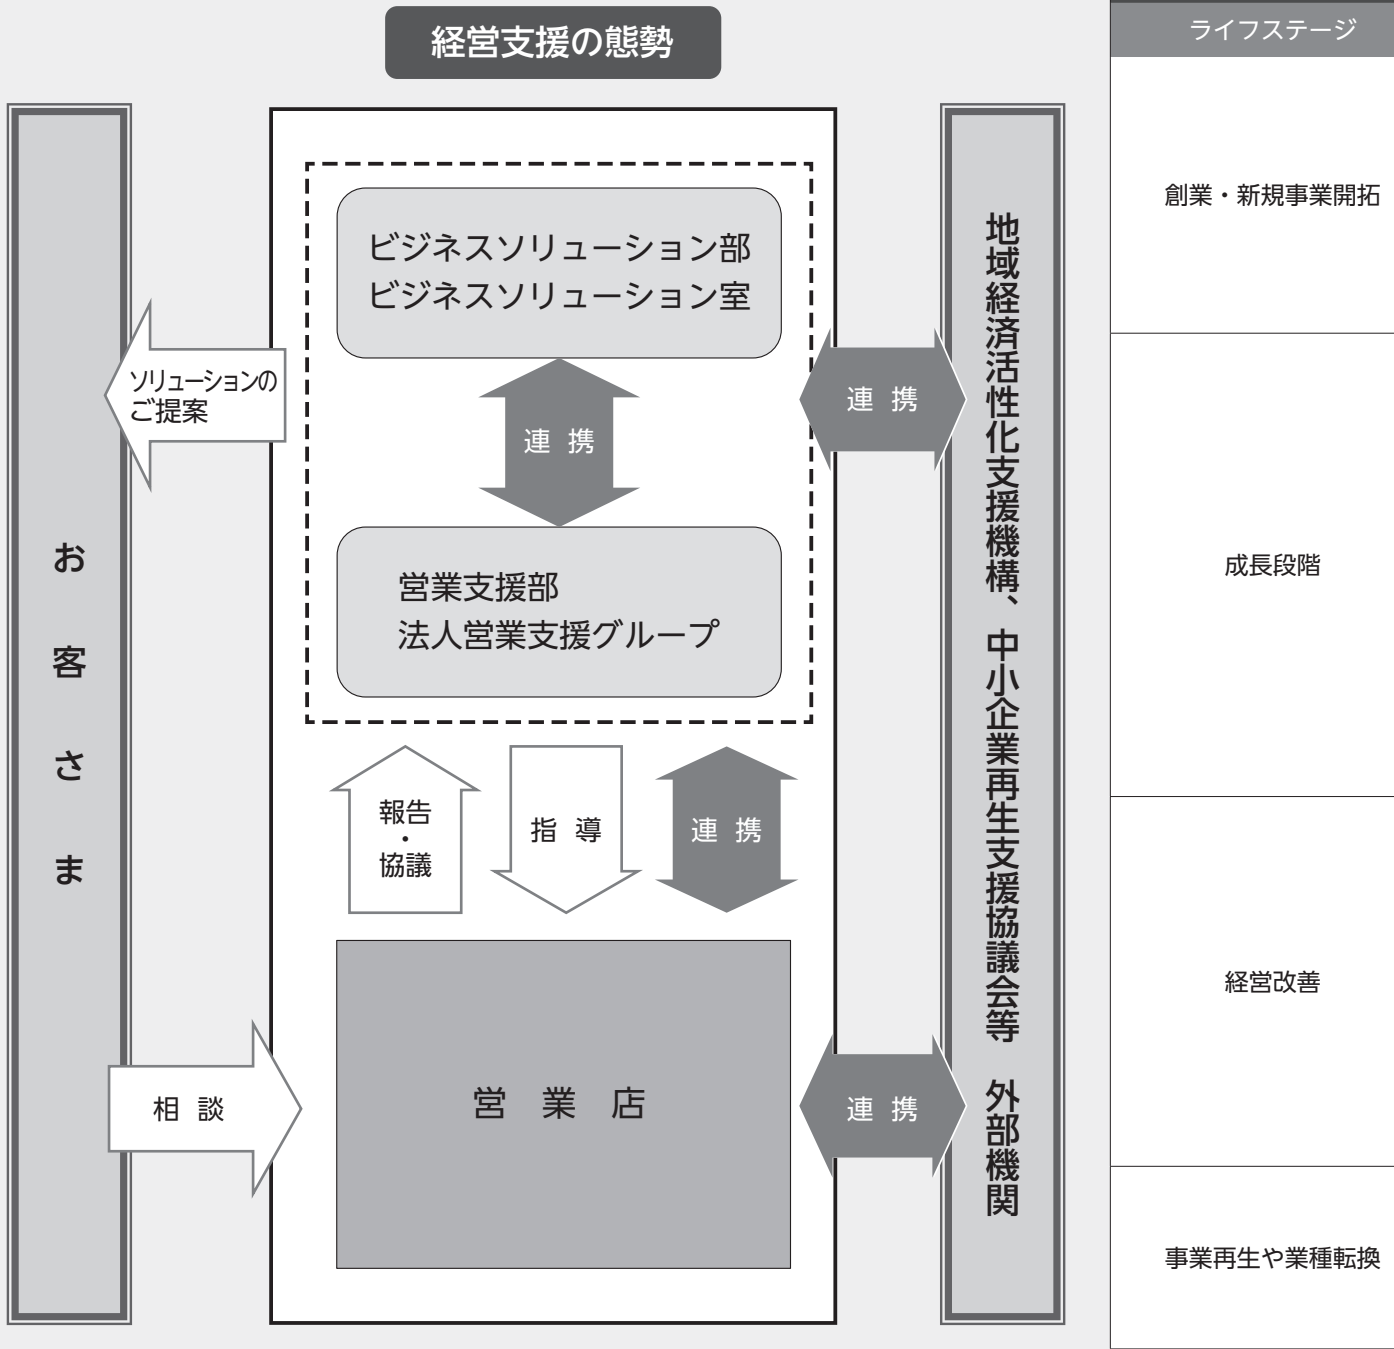 経営支援の態勢
お客さま
ビジネスソリューション部
ビジネスソリューション室
ソリューションの
ご提案
連 携
連 携
営業支援部
法人営業支援グループ
報告
・
協議
指 導
連 携
相 談
営 業 店
連 携
地域経済活性化支援機構、中小企業再生支援協議会等　外部機関
ライフステージ
創業・新規事業開拓
成長段階
経営改善
事業再生や業種転換